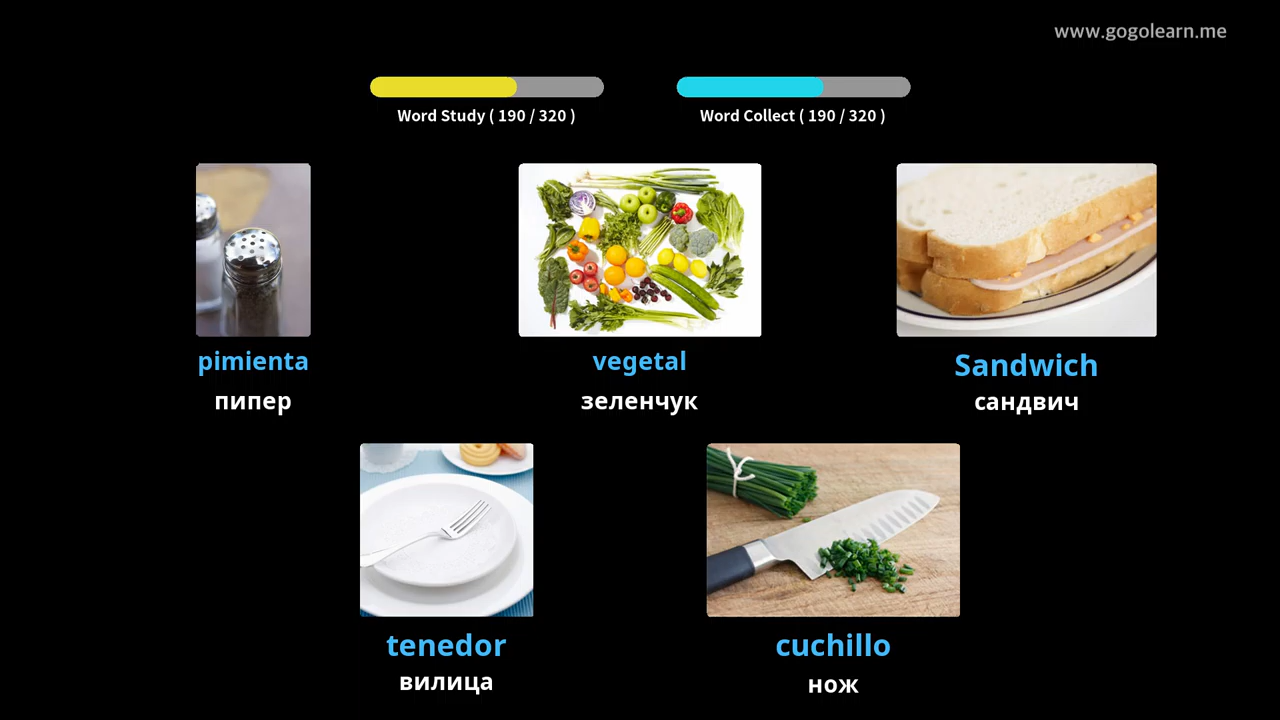 www.gogolearn.me
Word Study ( 190 / 320 )
Word Collect ( 190 / 320 )
pimienta
vegetal
Sandwich
пипер
зеленчук
сандвич
tenedor
cuchillo
вилица
нож